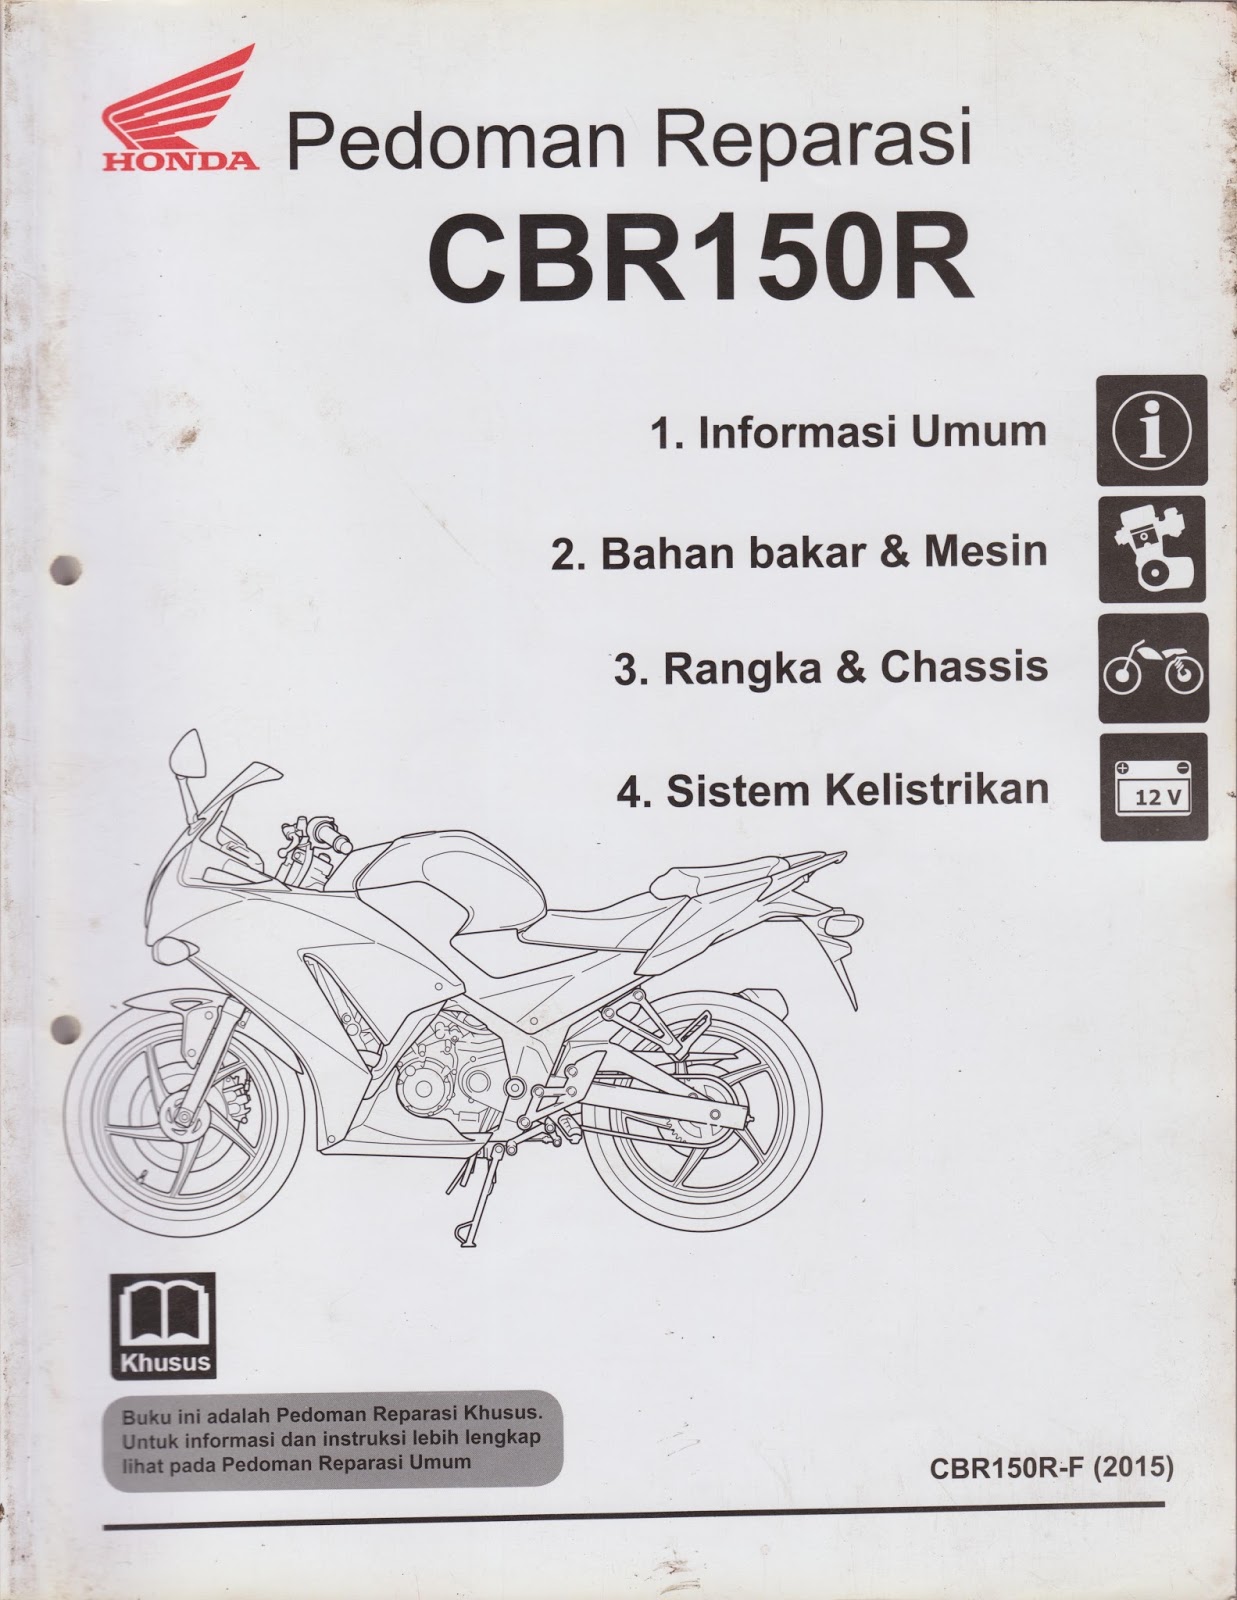 HONDA
Pedoman Reparasi
CBR150R
1. Informasi Umum
i
2. Bahan bakar & Mesin
3. Rangka & Chassis
4. Sistem Kelistrikan
+ −
12 V
Khusus
Buku ini adalah Pedoman Reparasi Khusus.
Untuk informasi dan instruksi lebih lengkap
lihat pada Pedoman Reparasi Umum
CBR150R-F (2015)